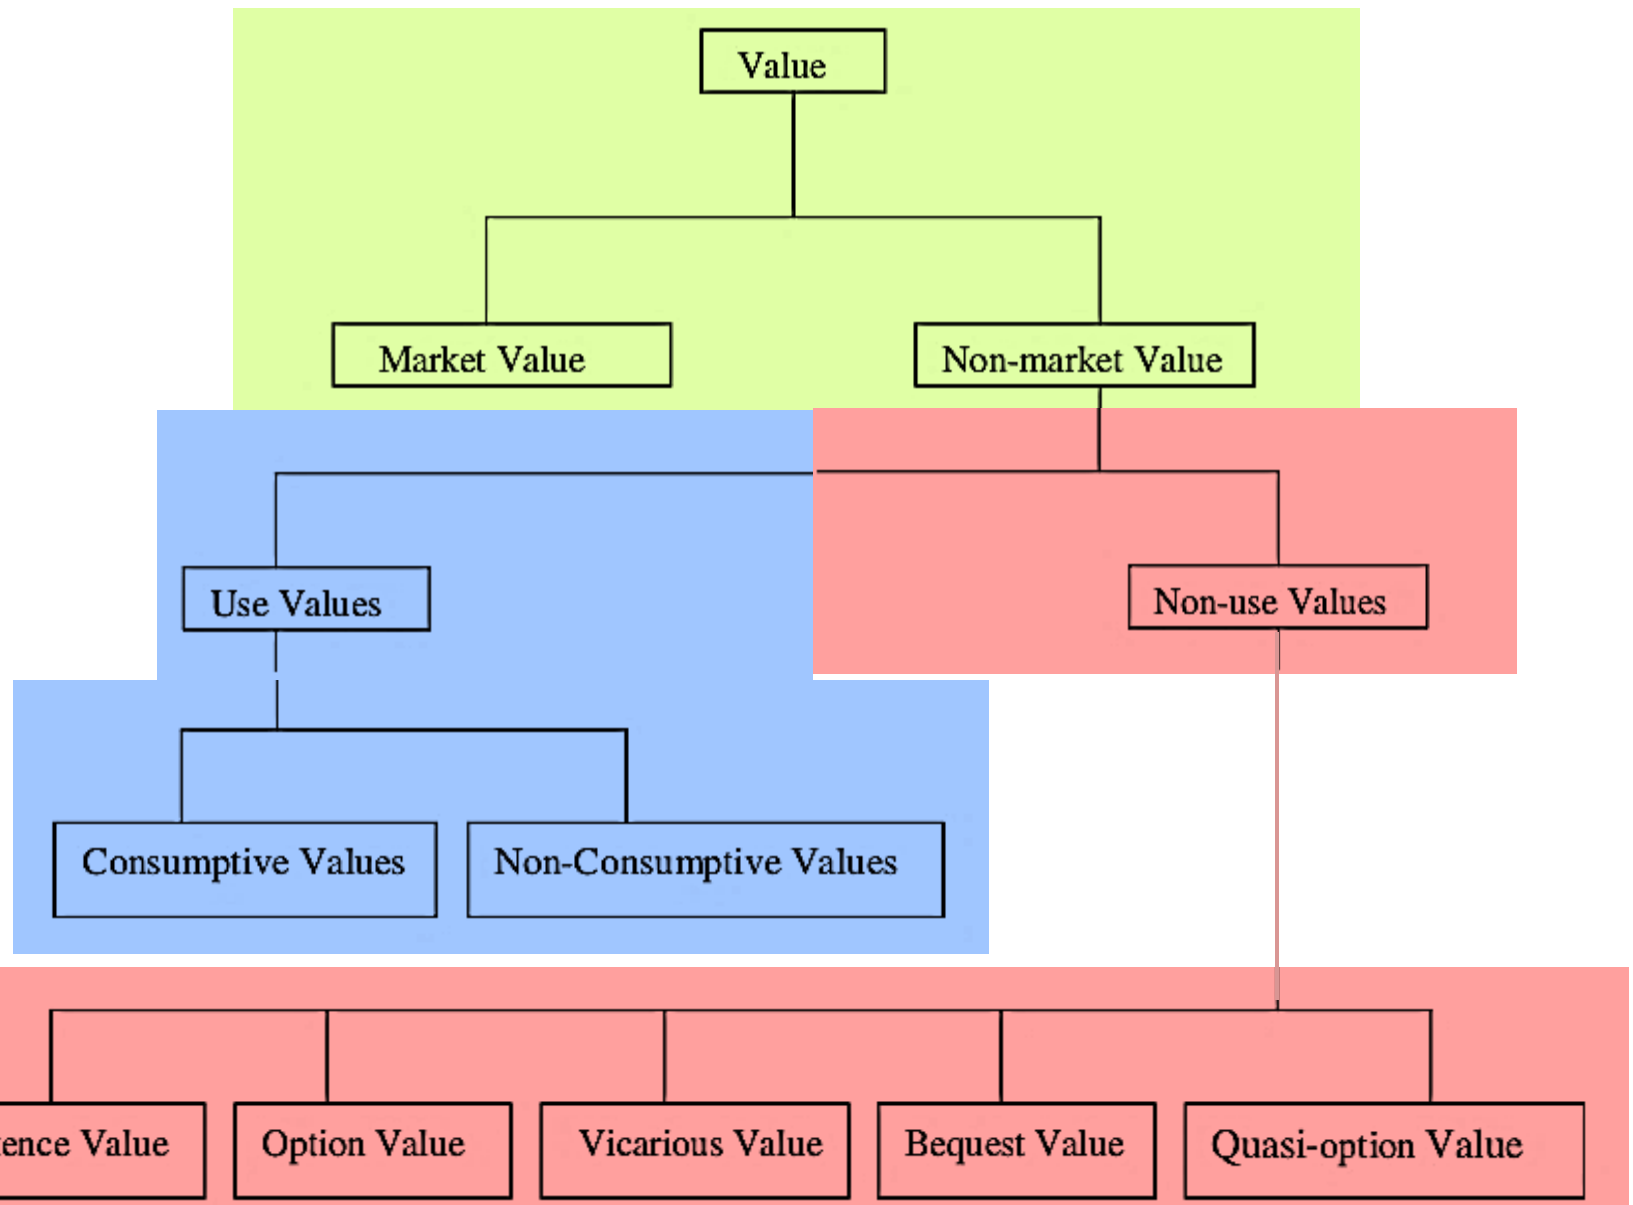 Value
Market Value
Non-market Value
Use Values
Non-use Values
Consumptive Values
Non-Consumptive Values
Value
Option Value
Vicarious Value
Bequest Value
Quasi-option Value